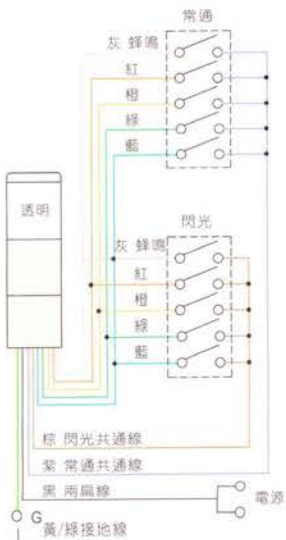 常通
灰 蜂鳴
紅
橙
綠
藍
透明
閃光
灰 蜂鳴
紅
橙
綠
藍
棕 閃光共通線
紫 常通共通線
黑 兩扁線
電源
G
黃/綠接地線